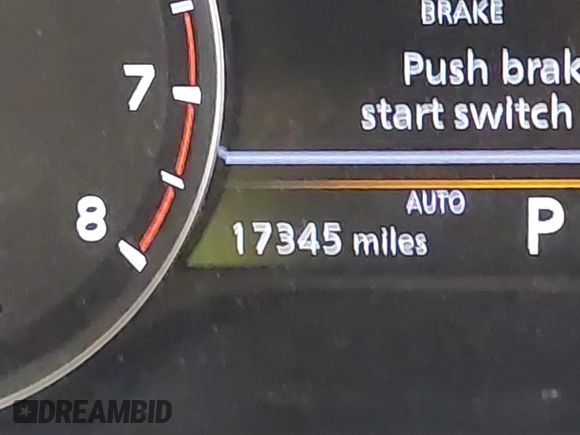 BRAKE
Push brak
start switch
7
8
AUTO
17345 miles
P
DREAMBID